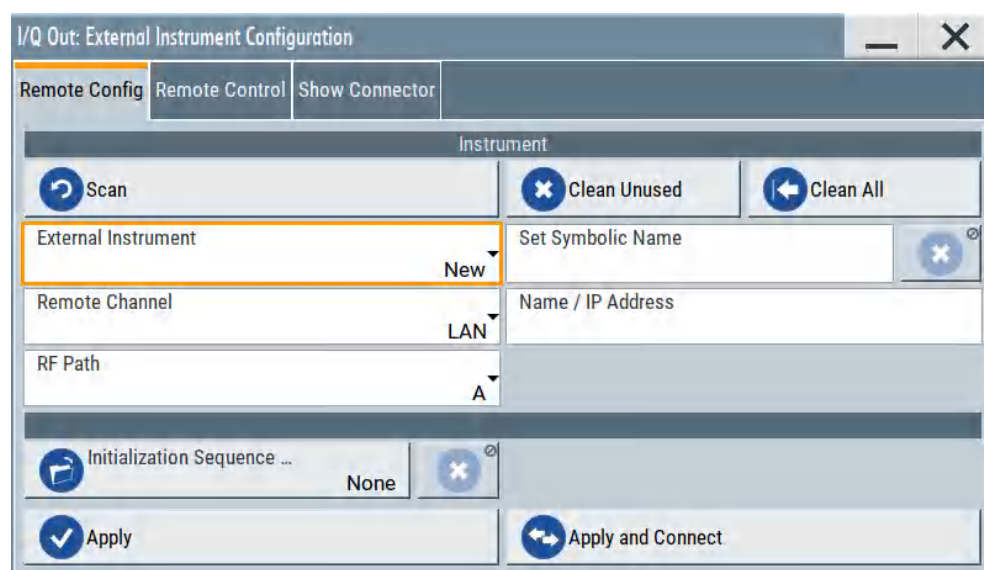 I/Q Out: External Instrument Configuration
Remote Config Remote Control Show Connector
Instrument
Scan Clean Unused Clean All
External Instrument New Set Symbolic Name
Remote Channel LAN Name / IP Address
RF Path A
Initialization Sequence ... None
Apply Apply and Connect